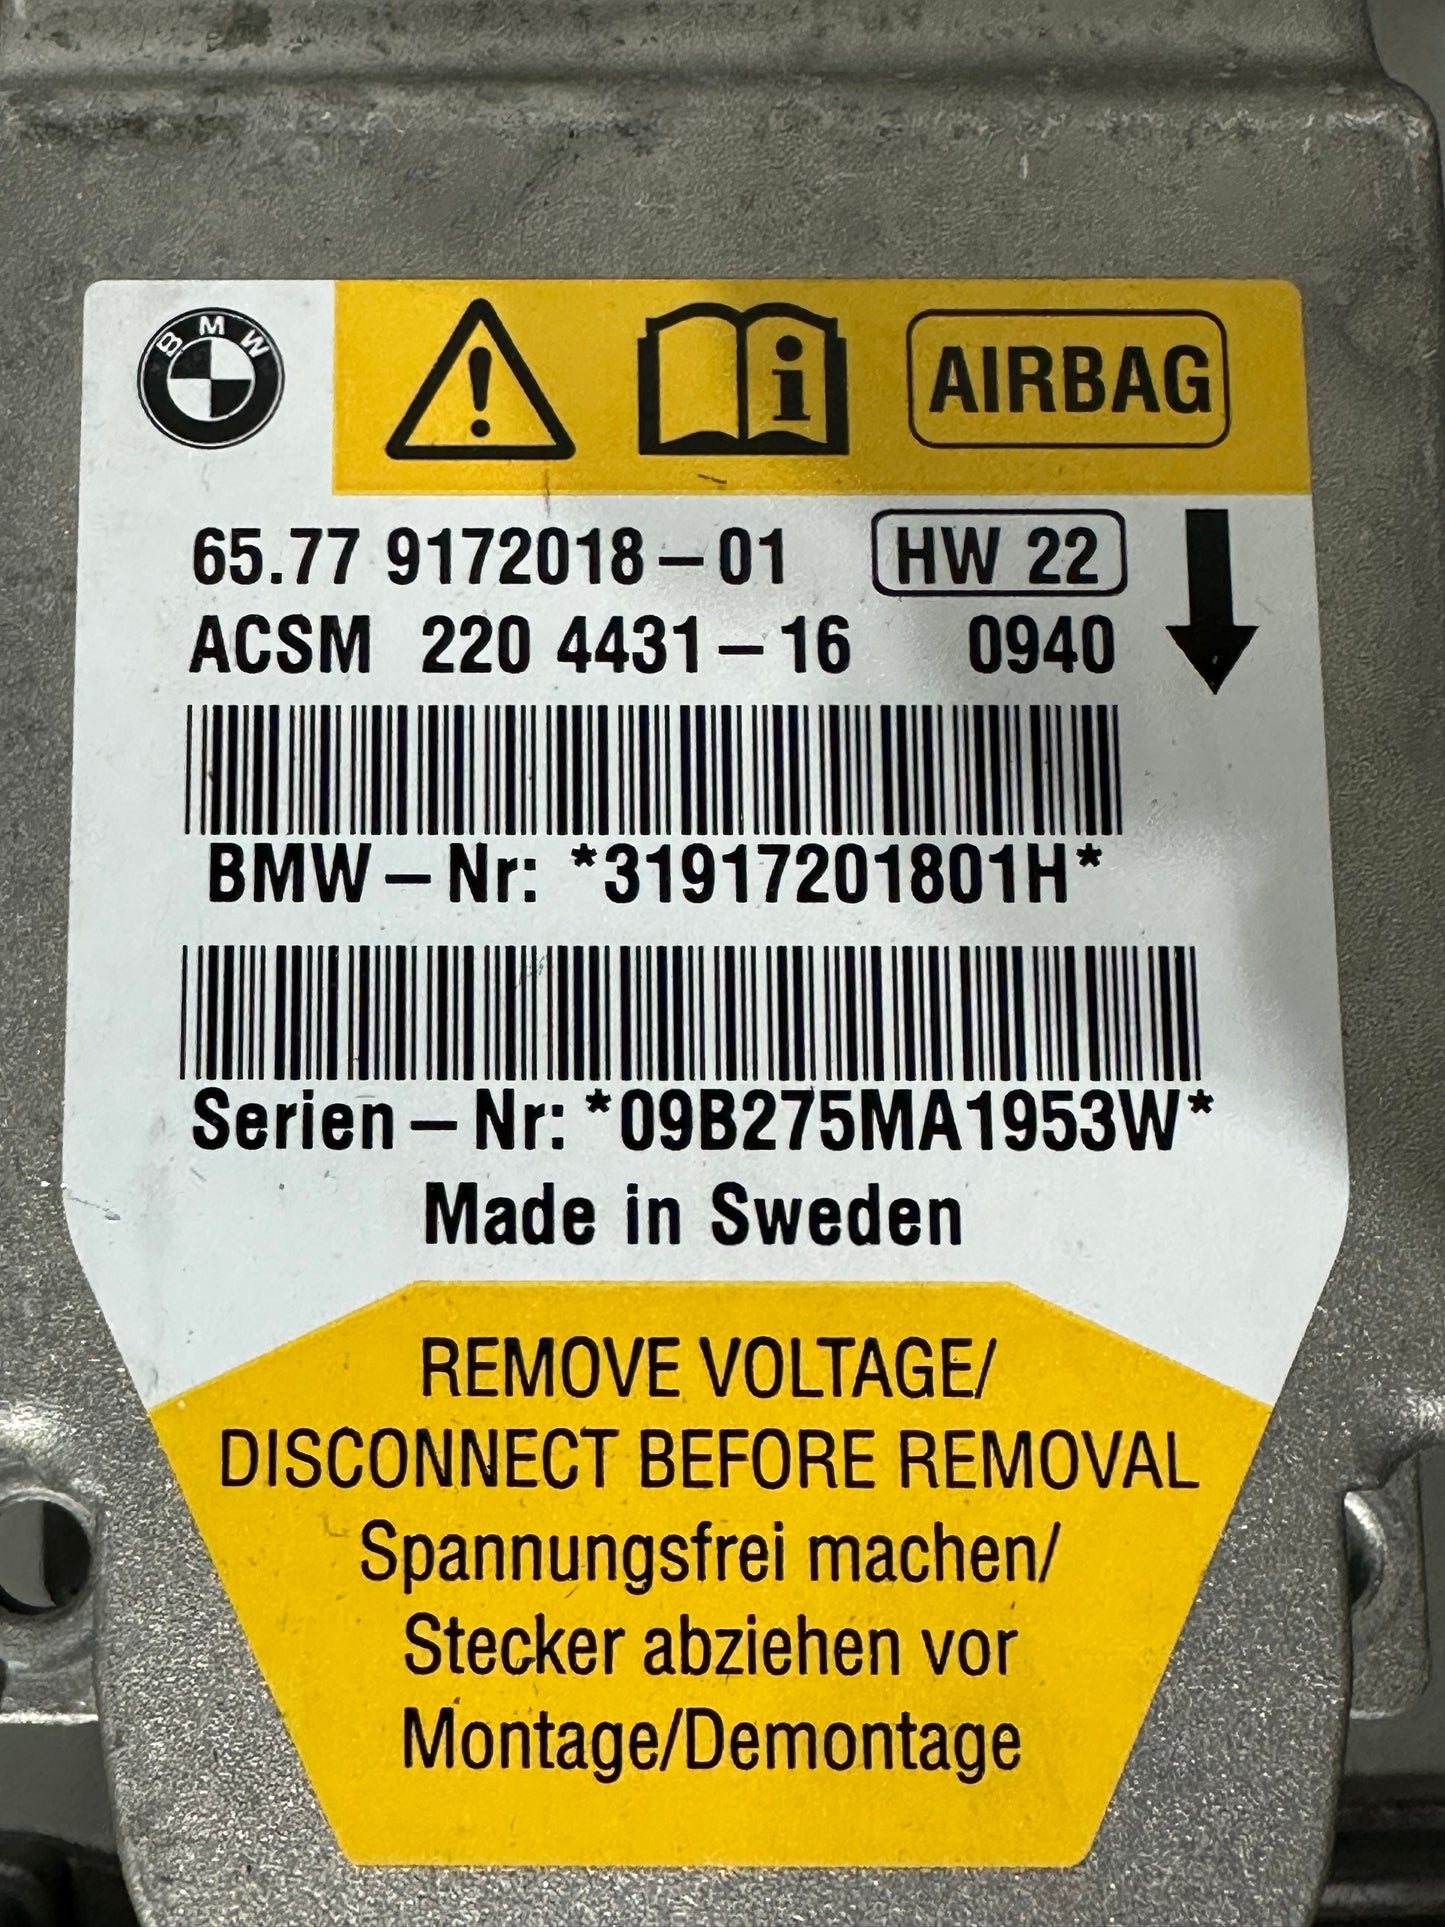 BMW
AIRBAG
65.77 9172018-01 HW 22
ACSM 220 4431-16 0940
BMW-Nr: *31917201801H*
Serien-Nr: *09B275MA1953W*
Made in Sweden
REMOVE VOLTAGE/
DISCONNECT BEFORE REMOVAL
Spannungsfrei machen/
Stecker abziehen vor
Montage/Demontage